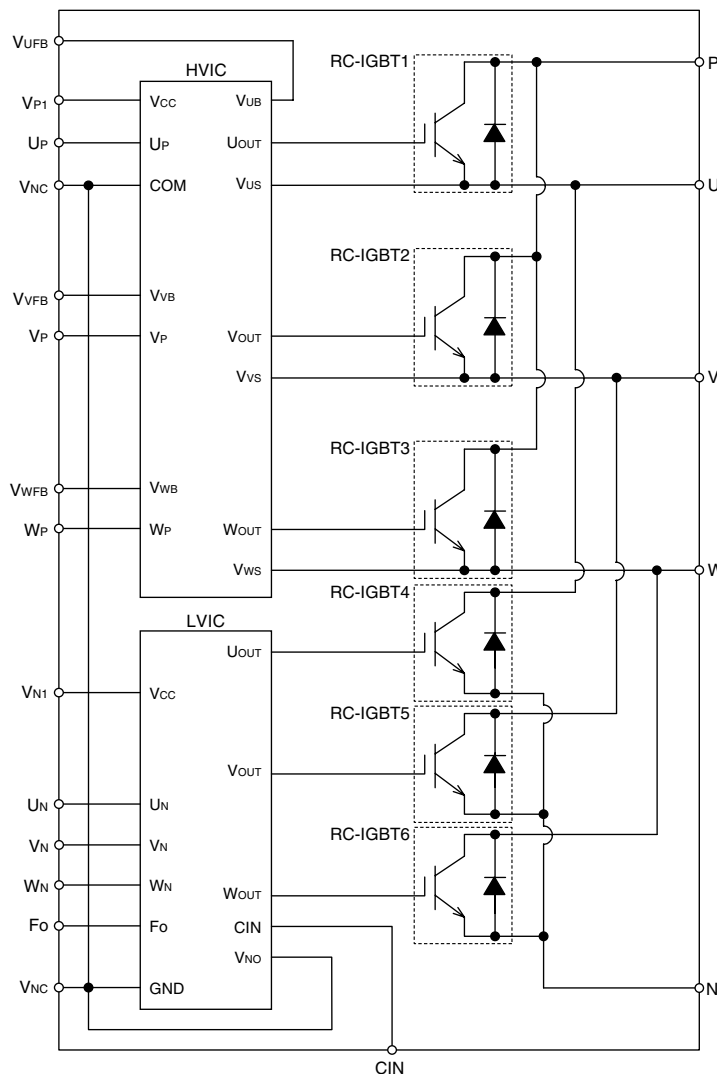 VUFB
RC-IGBT1
P
HVIC
VP1
VCC
VUB
UP
UP
UOUT
VNC
COM
VUS
U
RC-IGBT2
VVFB
VVB
VP
VP
VOUT
VVS
V
RC-IGBT3
VWFB
VWB
WP
WP
WOUT
VWS
W
RC-IGBT4
LVIC
UOUT
VN1
VCC
RC-IGBT5
VOUT
UN
UN
RC-IGBT6
VN
VN
WN
WN
WOUT
Fo
Fo
CIN
VNO
VNC
GND
N
CIN